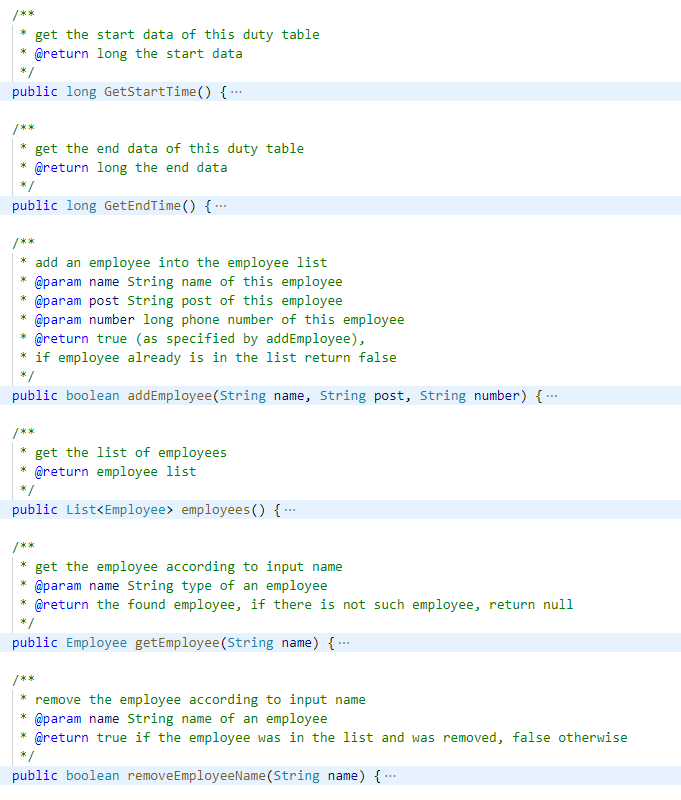 /**
 * get the start data of this duty table
 * @return long the start data
 */
public long GetStartTime() { ···
/**
 * get the end data of this duty table
 * @return long the end data
 */
public long GetEndTime() { ···
/**
 * add an employee into the employee list
 * @param name String name of this employee
 * @param post String post of this employee
 * @param number long phone number of this employee
 * @return true (as specified by addEmployee),
 * if employee already is in the list return false
 */
public boolean addEmployee(String name, String post, String number) { ···
/**
 * get the list of employees
 * @return employee list
 */
public List<Employee> employees() { ···
/**
 * get the employee according to input name
 * @param name String type of an employee
 * @return the found employee, if there is not such employee, return null
 */
public Employee getEmployee(String name) { ···
/**
 * remove the employee according to input name
 * @param name String name of an employee
 * @return true if the employee was in the list and was removed, false otherwise
 */
public boolean removeEmployeeName(String name) { ···